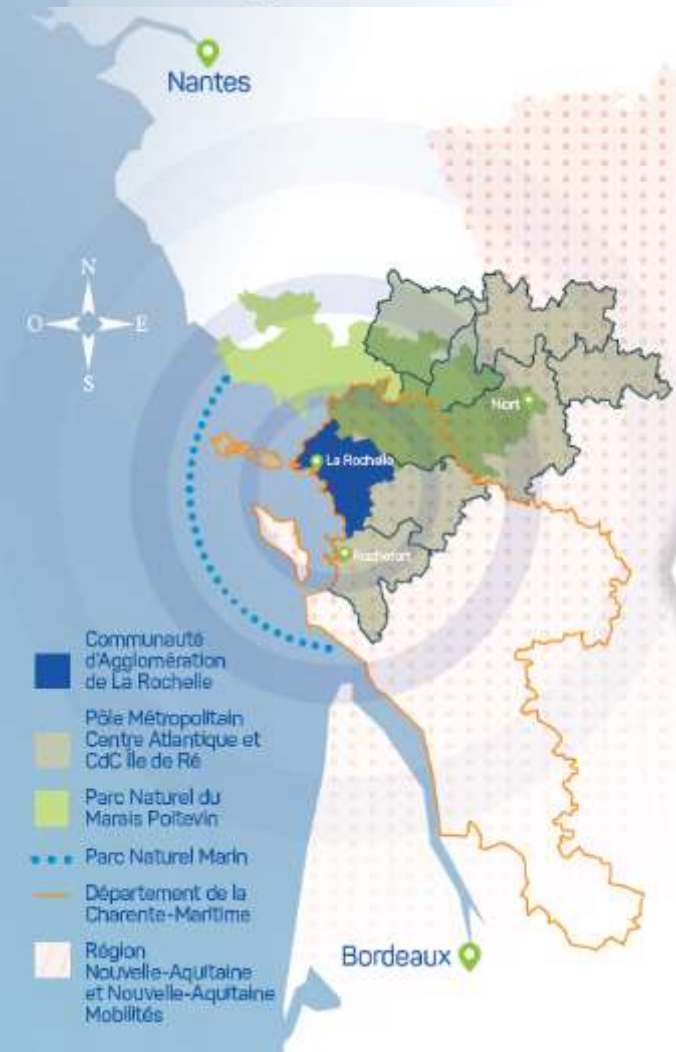 Nantes
N
O
E
S
Niort
La Rochelle
Rochefort
Communauté
d'Agglomération
de La Rochelle
Pôle Métropolitain
Centre Atlantique et
CdC Île de Ré
Parc Naturel du
Marais Poitevin
Parc Naturel Marin
Département de la
Charente-Maritime
Bordeaux
Région
Nouvelle-Aquitaine
et Nouvelle-Aquitaine
Mobilités